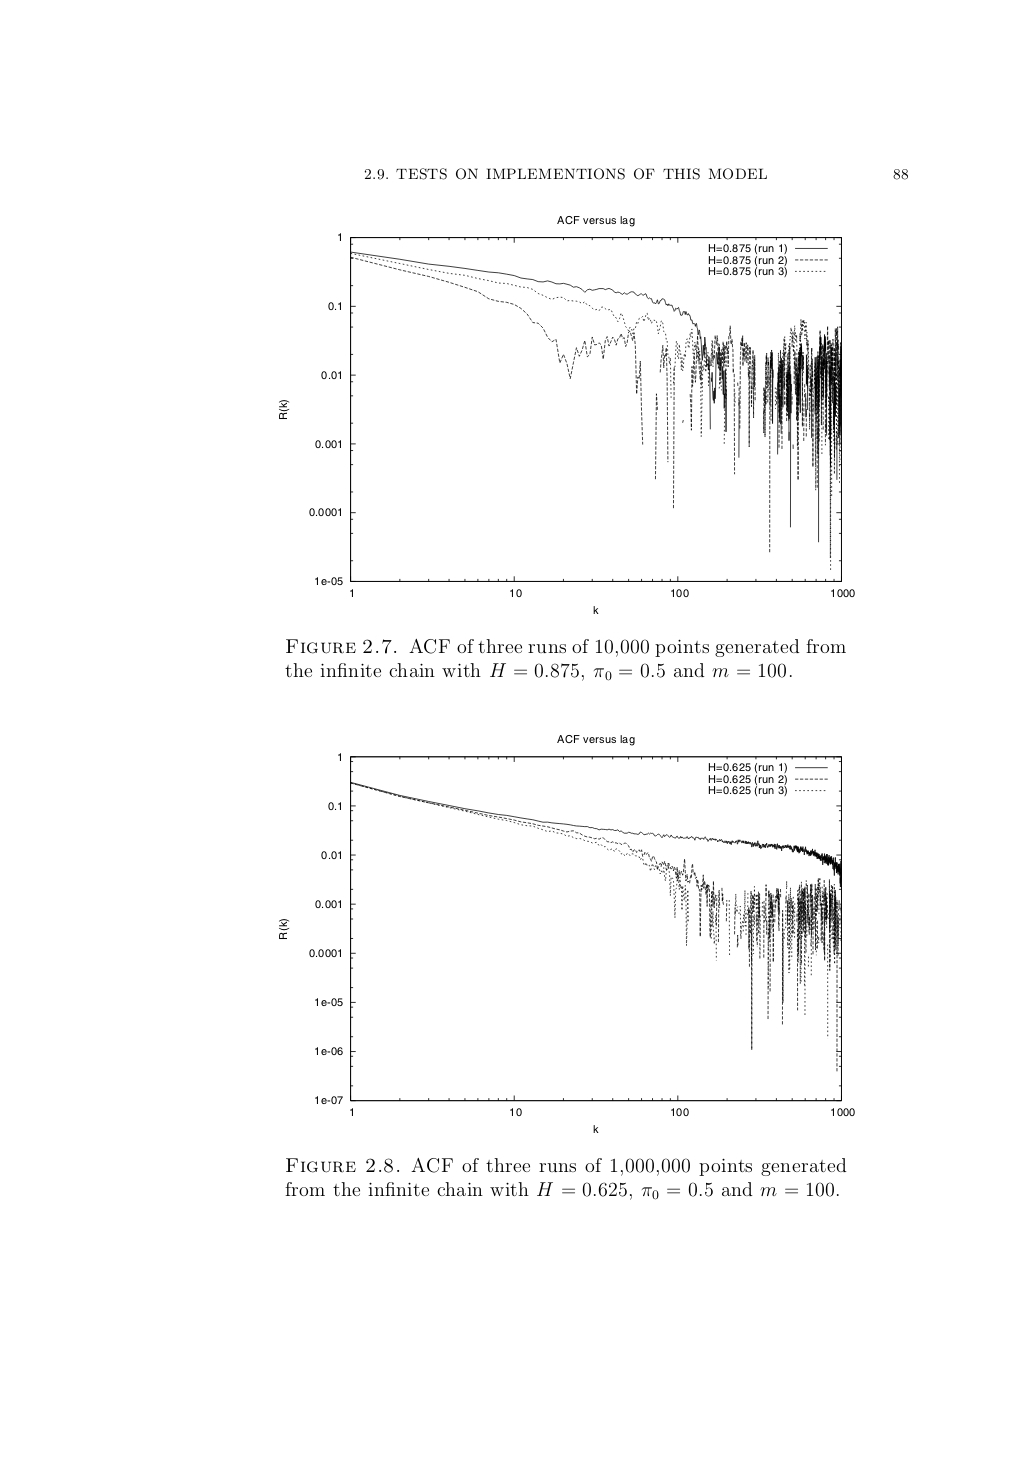 2.9. TESTS ON IMPLEMENTIONS OF THIS MODEL 88
ACF versus lag
H=0.875 (run 1)
H=0.875 (run 2)
H=0.875 (run 3)
1
0.1
0.01
0.001
0.0001
1e-05
R(k)
1 10 100 1000
k
FIGURE 2.7. ACF of three runs of 10,000 points generated from
the infinite chain with H = 0.875, π₀ = 0.5 and m = 100.
ACF versus lag
H=0.625 (run 1)
H=0.625 (run 2)
H=0.625 (run 3)
1
0.1
0.01
0.001
0.0001
1e-05
1e-06
1e-07
R(k)
1 10 100 1000
k
FIGURE 2.8. ACF of three runs of 1,000,000 points generated
from the infinite chain with H = 0.625, π₀ = 0.5 and m = 100.